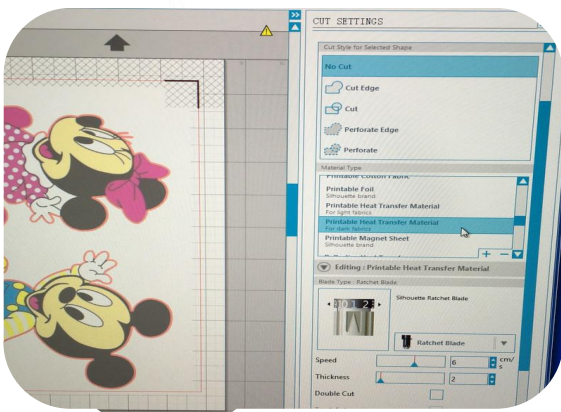 CUT SETTINGS
Cut Style for Selected Shape
No Cut
Cut Edge
Cut
Perforate Edge
Perforate
Material Type
Printable Cotton Fabric
Printable Foil
Silhouette brand
Printable Heat Transfer Material
For light fabrics
Printable Heat Transfer Material
For dark fabrics
Printable Magnet Sheet
Silhouette brand
Editing : Printable Heat Transfer Material
Blade Type : Ratchet Blade
Silhouette Ratchet Blade
Ratchet Blade
Speed 6 cm/
s
Thickness 2
Double Cut